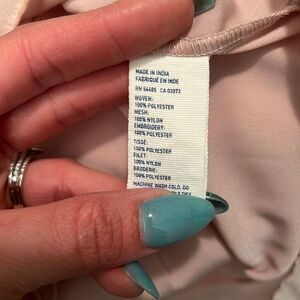 MADE IN INDIA
FABRIQUÉ EN INDE
RN 54485 CA 03073
WOVEN:
100% POLYESTER
MESH:
100% NYLON
EMBROIDERY:
100% POLYESTER
TISSÉ:
100% POLYESTER
FILET:
100% NYLON
BRODERIE:
100% POLYESTER
MACHINE WASH COLD. DO